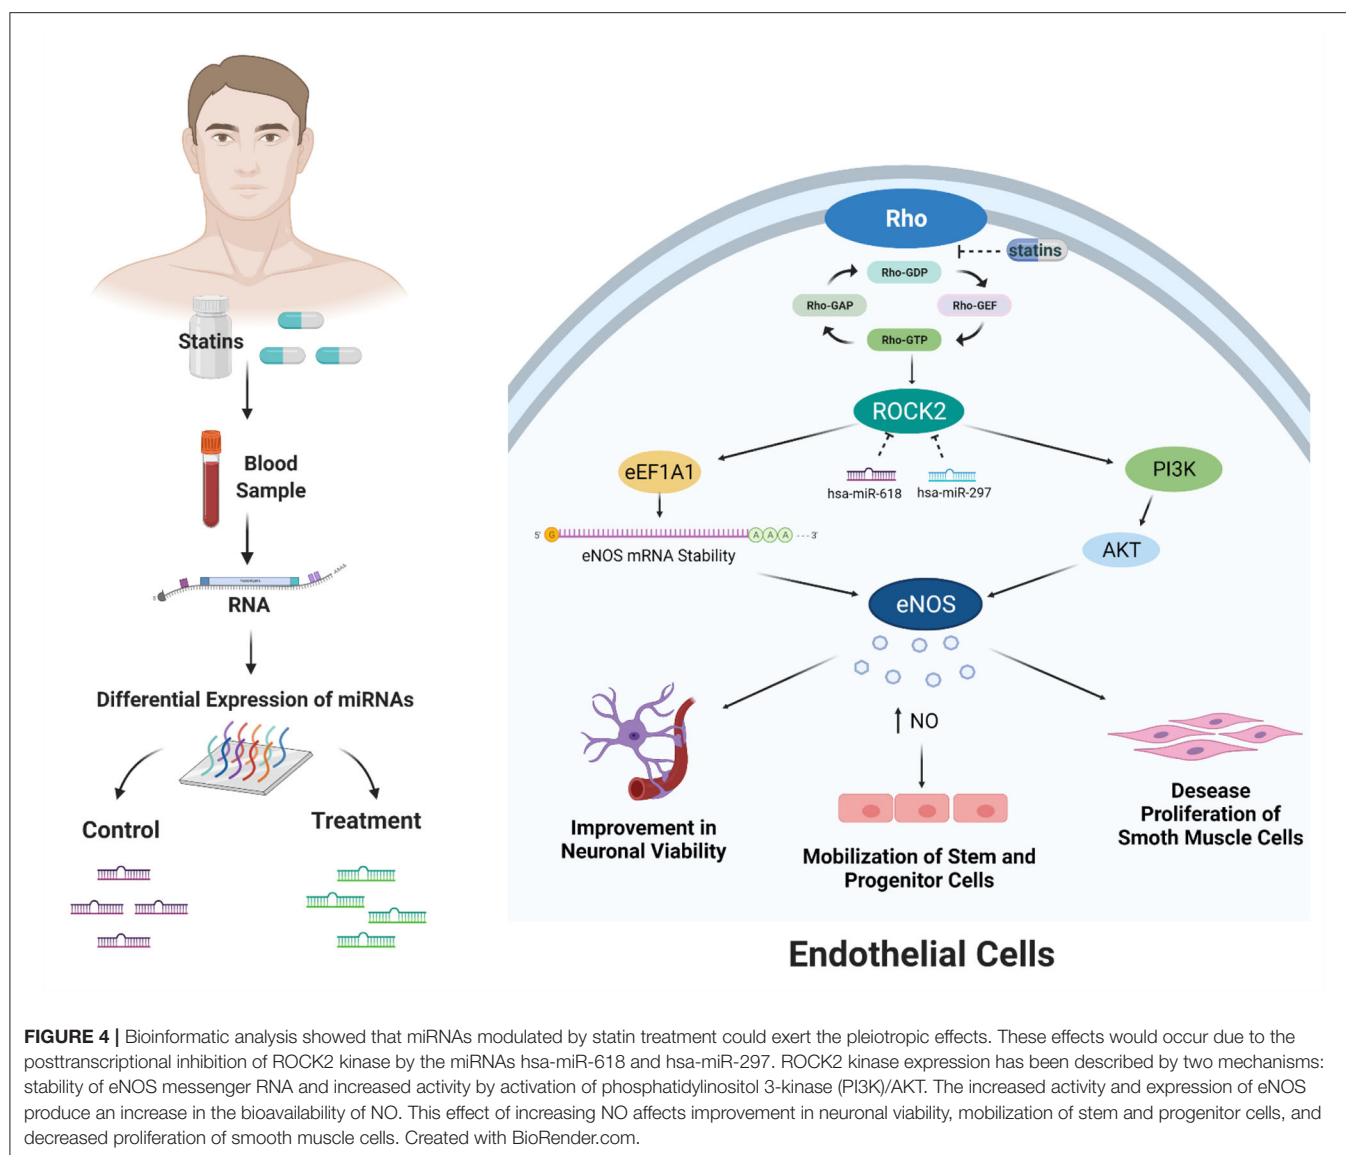 Statins
Blood
Sample
RNA
Differential Expression of miRNAs
Control
Treatment
Rho
statins
Rho-GDP
Rho-GAP
Rho-GEF
Rho-GTP
ROCK2
eEF1A1
hsa-miR-618
hsa-miR-297
PI3K
5' G A A A --- 3'
eNOS mRNA Stability
AKT
eNOS
NO
Improvement in
Neuronal Viability
Mobilization of Stem and
Progenitor Cells
Desease
Proliferation of
Smoth Muscle Cells
Endothelial Cells
FIGURE 4 | Bioinformatic analysis showed that miRNAs modulated by statin treatment could exert the pleiotropic effects. These effects would occur due to the
posttranscriptional inhibition of ROCK2 kinase by the miRNAs hsa-miR-618 and hsa-miR-297. ROCK2 kinase expression has been described by two mechanisms:
stability of eNOS messenger RNA and increased activity by activation of phosphatidylinositol 3-kinase (PI3K)/AKT. The increased activity and expression of eNOS
produce an increase in the bioavailability of NO. This effect of increasing NO affects improvement in neuronal viability, mobilization of stem and progenitor cells, and
decreased proliferation of smooth muscle cells. Created with BioRender.com.